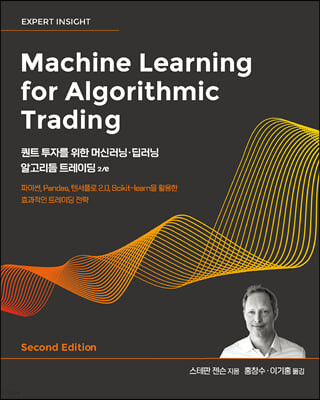 EXPERT INSIGHT
Machine Learning
for Algorithmic
Trading
퀀트 투자를 위한 머신러닝·딥러닝
알고리듬 트레이딩 2/e
파이썬, Pandas, 텐서플로 2.0, Scikit-learn을 활용한
효과적인 트레이딩 전략
Second Edition
스테판 젠슨 지음 홍창수·이기홍 옮김